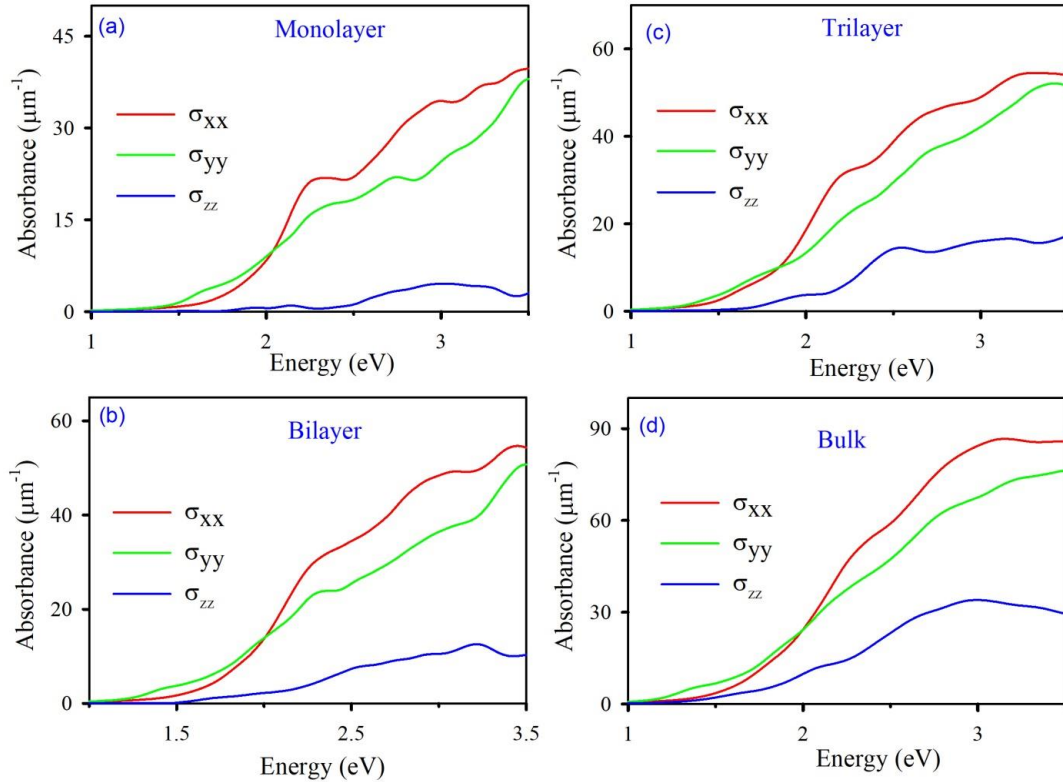 (a)
Monolayer
Absorbance (μm⁻¹)
45
30
15
0
σxx
σyy
σzz
1
2
3
Energy (eV)
(c)
Trilayer
Absorbance (μm⁻¹)
60
40
20
0
σxx
σyy
σzz
1
2
3
Energy (eV)
(b)
Bilayer
Absorbance (μm⁻¹)
60
40
20
0
σxx
σyy
σzz
1.5
2.5
3.5
Energy (eV)
(d)
Bulk
Absorbance (μm⁻¹)
90
60
30
0
σxx
σyy
σzz
1
2
3
Energy (eV)